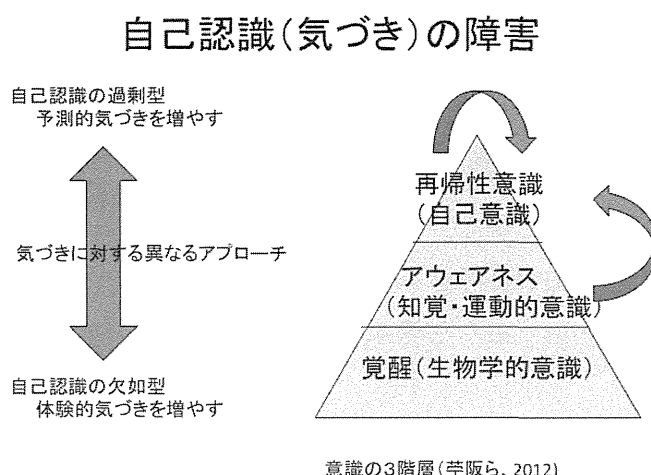 自己認識(気づき)の障害
自己認識の過剰型
予測的気づきを増やす
気づきに対する異なるアプローチ
自己認識の欠如型
体験的気づきを増やす
再帰性意識
(自己意識)
アウェアネス
(知覚・運動的意識)
覚醒(生物学的意識)
意識の3階層(苧阪ら, 2012)